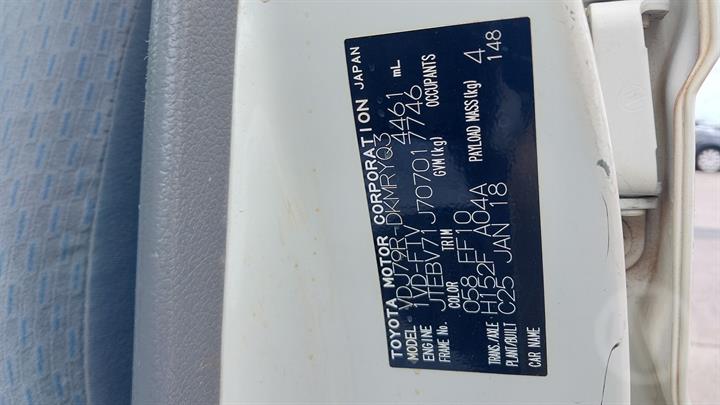 TOYOTA MOTOR CORPORATION JAPAN
MODEL VDJ79R-DKMRYQ3
ENGINE 1VD-FTV 4461 mL
FRAME No. JTEBV71J707017746
COLOR TRIM GVM(kg) OCCUPANTS
058 FF10 4
PAYLOAD MASS(kg)
TRANS./AXLE H152F A04A 148
PLANT/BUILT C25 JAN 18
CAR NAME